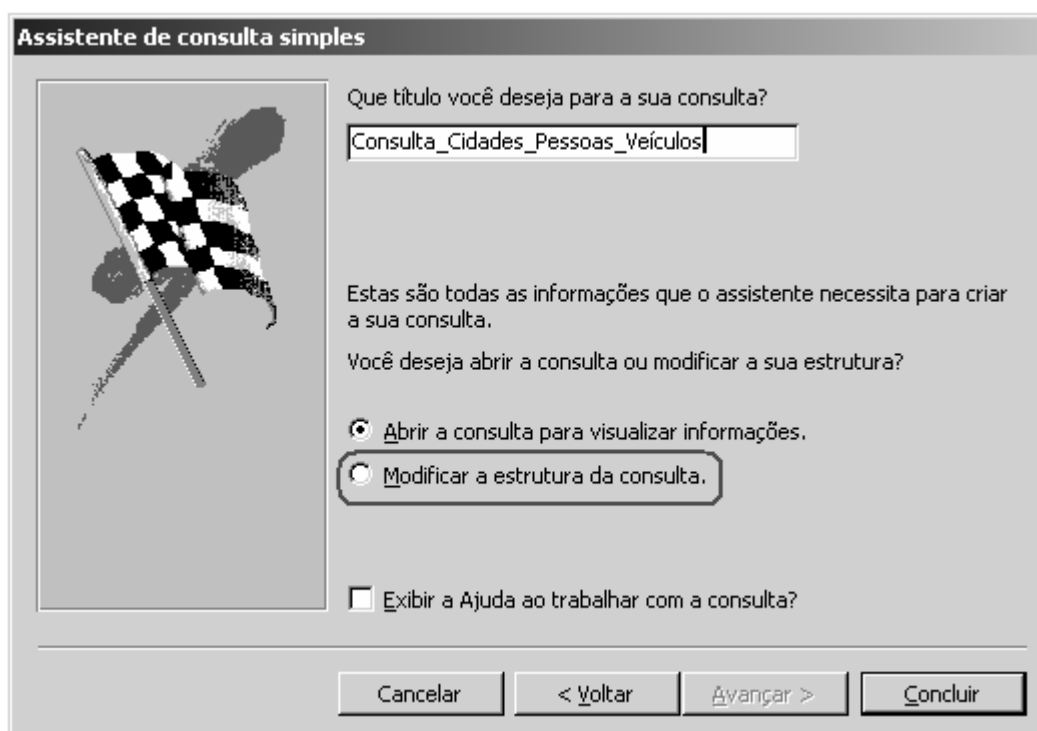 Assistente de consulta simples
Que título você deseja para a sua consulta?
Consulta_Cidades_Pessoas_Veículos
Estas são todas as informações que o assistente necessita para criar
a sua consulta.
Você deseja abrir a consulta ou modificar a sua estrutura?
Abrir a consulta para visualizar informações.
Modificar a estrutura da consulta.
Exibir a Ajuda ao trabalhar com a consulta?
Cancelar < Voltar Avançar > Concluir